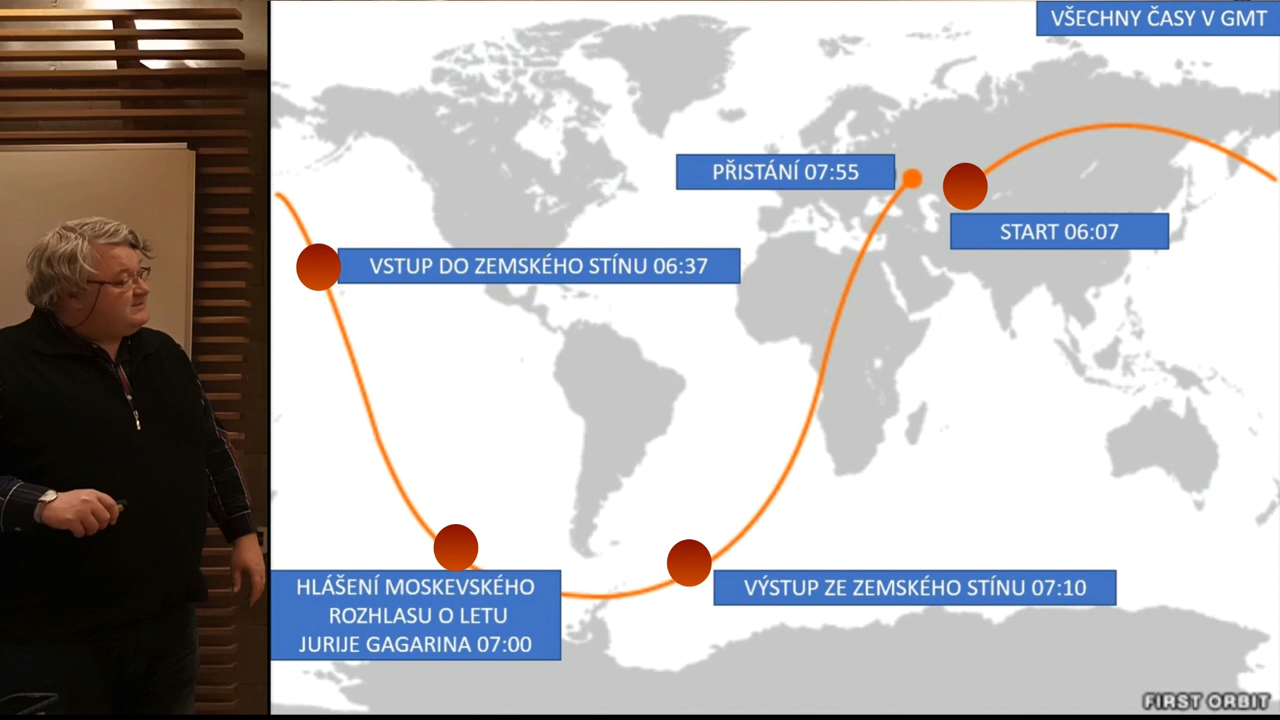 VŠECHNY ČASY V GMT
PŘISTÁNÍ 07:55
START 06:07
VSTUP DO ZEMSKÉHO STÍNU 06:37
HLÁŠENÍ MOSKEVSKÉHO
ROZHLASU O LETU
JURIJE GAGARINA 07:00
VÝSTUP ZE ZEMSKÉHO STÍNU 07:10
FIRST ORBIT